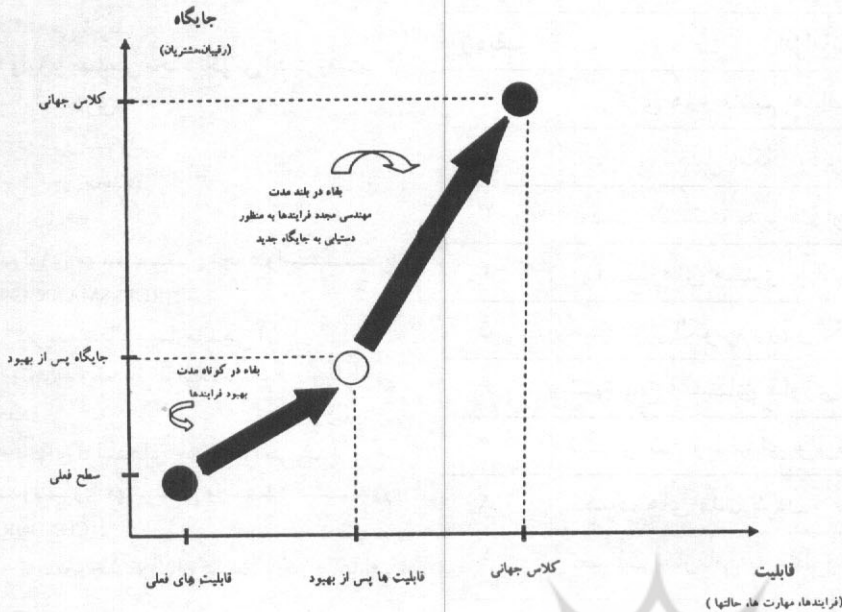 جایگاه
(رقیبان،مشتریان)
کلاس جهانی
بقاء در بلند مدت
مهندسی مجدد فرایندها به منظور
دستیابی به جایگاه جدید
جایگاه پس از بهبود
بقاء در کوتاه مدت
بهبود فرایندها
سطح فعلی
قابلیت های فعلی
قابلیت ها پس از بهبود
کلاس جهانی
قابلیت
(فرایندها، مهارت ها، حالتها )